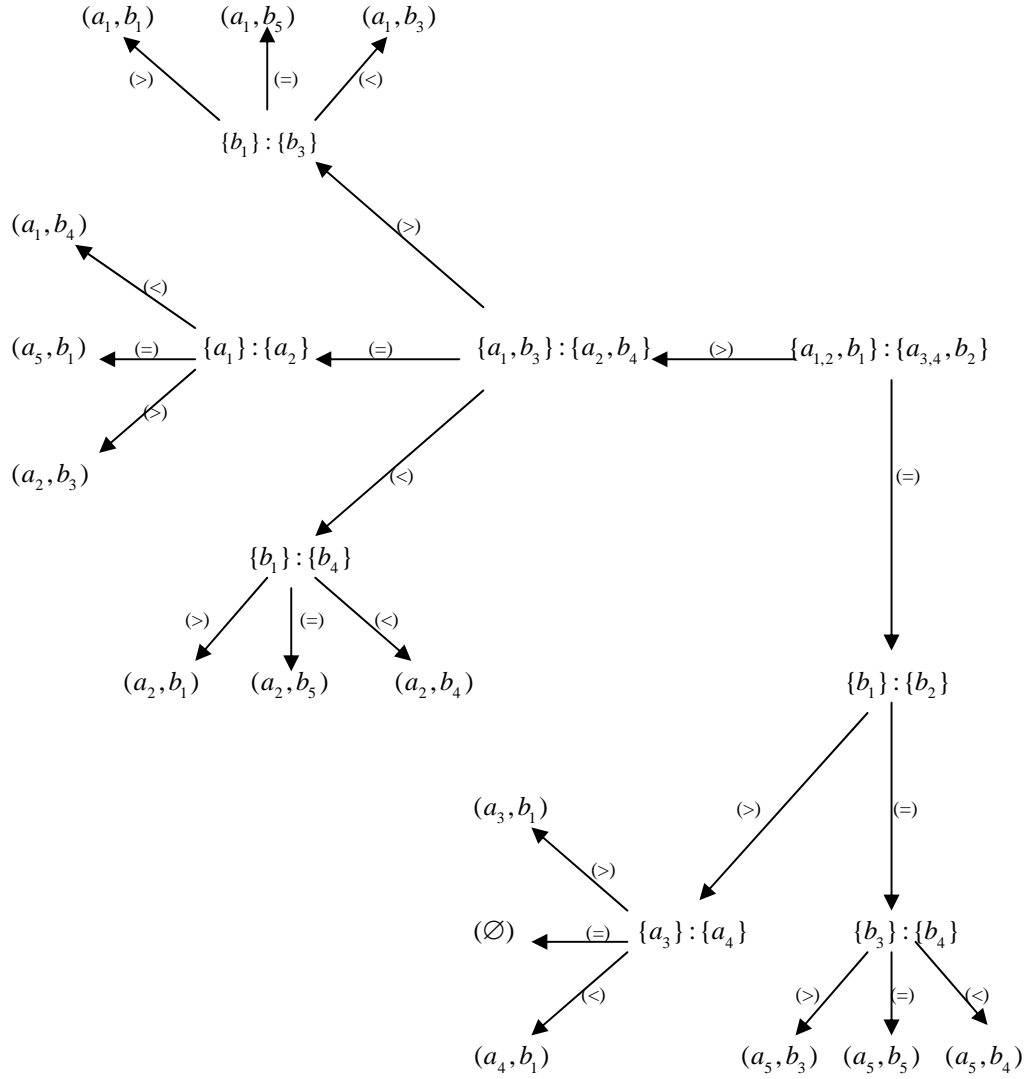 (a₁,b₁) (a₁,b₅) (a₁,b₃)
(>) (=) (<)
{b₁}:{b₃}
(a₁,b₄)
(>)
(<)
(a₅,b₁) (=) {a₁}:{a₂} (=) {a₁,b₃}:{a₂,b₄} (>) {a₁,₂,b₁}:{a₃,₄,b₂}
(>)
(a₂,b₃) (<) (=)
{b₁}:{b₄}
(>) (=) (<)
(a₂,b₁) (a₂,b₅) (a₂,b₄) {b₁}:{b₂}
(a₃,b₁) (>) (=)
(>)
(∅) (=) {a₃}:{a₄} {b₃}:{b₄}
(<) (>) (=) (<)
(a₄,b₁) (a₅,b₃) (a₅,b₅) (a₅,b₄)